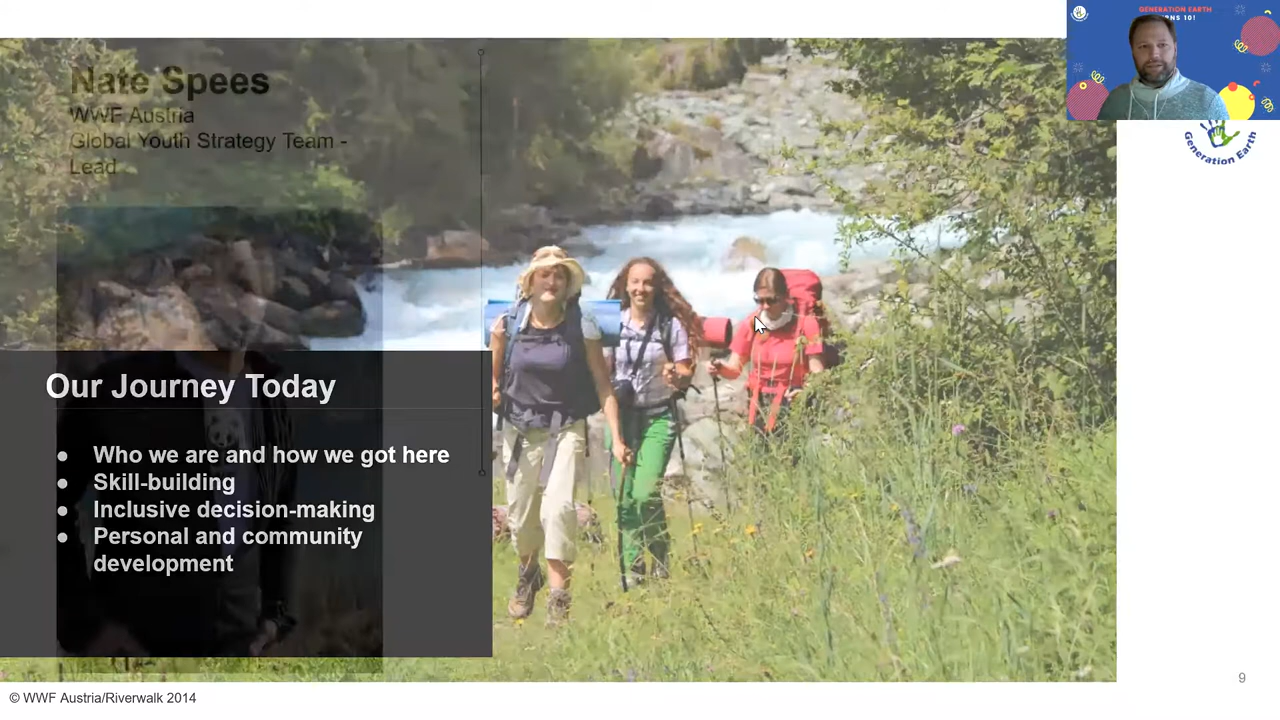 GENERATION EARTH
RNS 10!
Nate Spees
WWF Austria
Global Youth Strategy Team -
Lead
Generation Earth
Our Journey Today
● Who we are and how we got here
● Skill-building
● Inclusive decision-making
● Personal and community
development
9
© WWF Austria/Riverwalk 2014